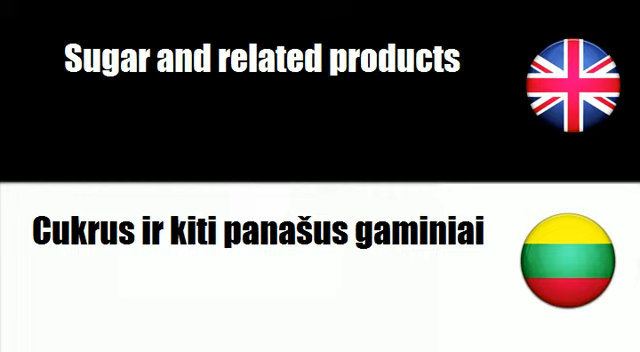 Sugar and related products
Cukrus ir kiti panašus gaminiai